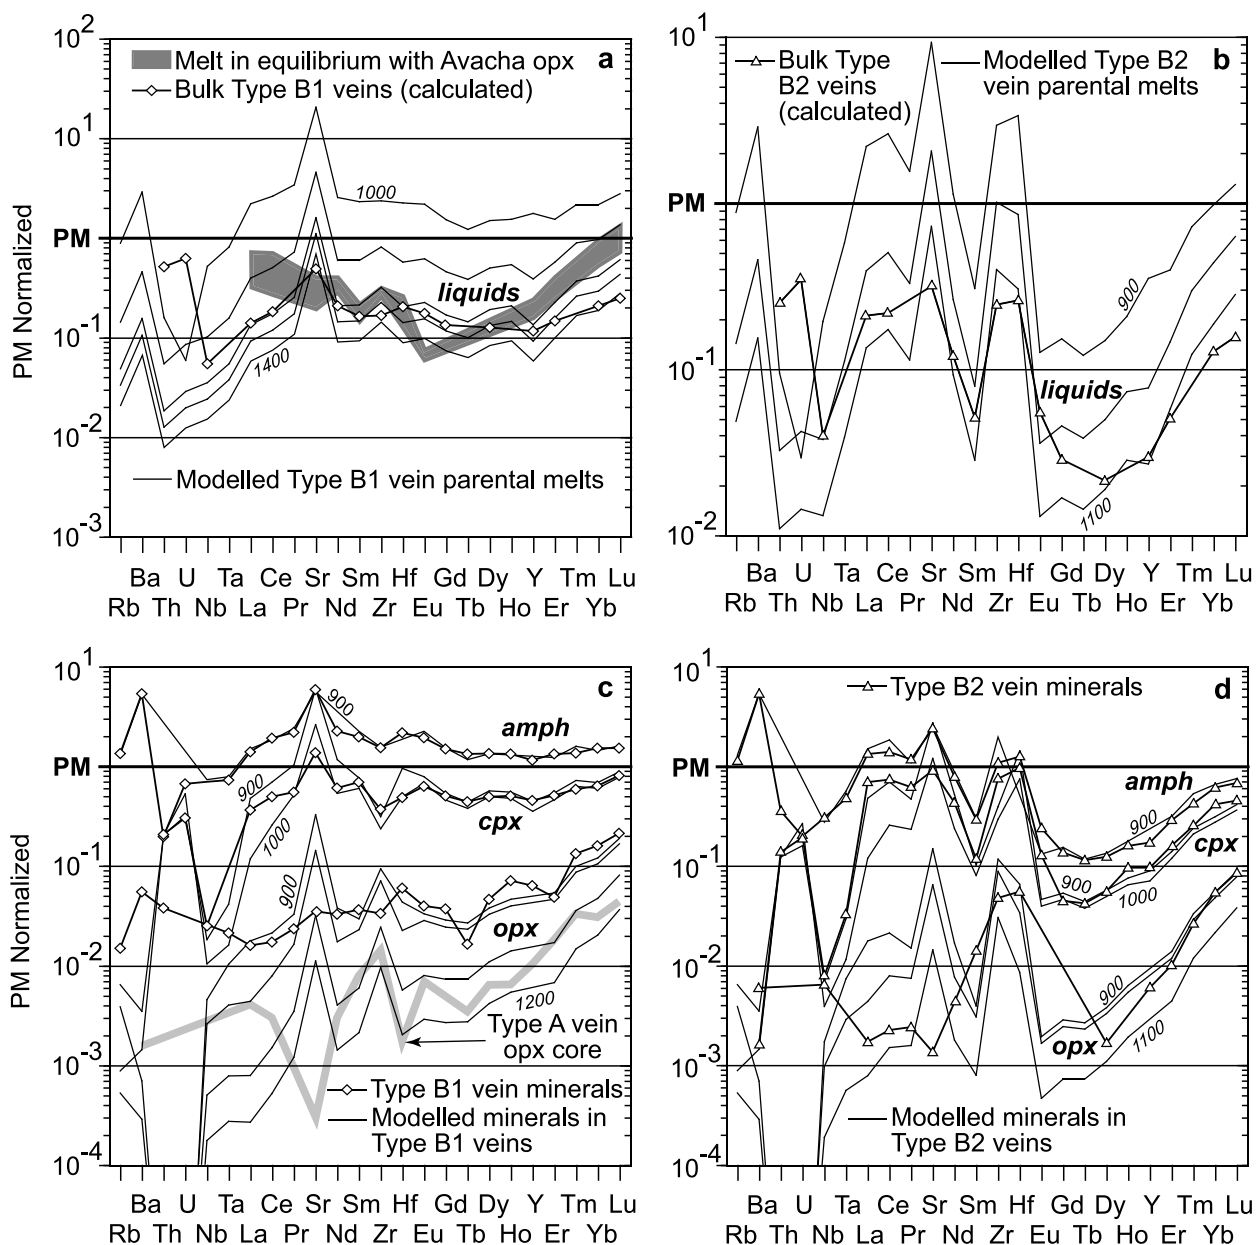 10²
10¹
PM
10⁻¹
10⁻²
10⁻³
PM Normalized
Melt in equilibrium with Avacha opx
a
Bulk Type B1 veins (calculated)
1000
liquids
1400
Modelled Type B1 vein parental melts
Ba U Ta Ce Sr Sm Hf Gd Dy Y Tm Lu
Rb Th Nb La Pr Nd Zr Eu Tb Ho Er Yb
10¹
PM
10⁻¹
10⁻²
Bulk Type
B2 veins
(calculated)
Modelled Type B2
vein parental melts
b
900
liquids
1100
Ba U Ta Ce Sr Sm Hf Gd Dy Y Tm Lu
Rb Th Nb La Pr Nd Zr Eu Tb Ho Er Yb
10¹
PM
10⁻¹
10⁻²
10⁻³
10⁻⁴
PM Normalized
c
900
amph
900
cpx
1000
900
opx
1200
Type A vein
opx core
Type B1 vein minerals
Modelled minerals in
Type B1 veins
Ba U Ta Ce Sr Sm Hf Gd Dy Y Tm Lu
Rb Th Nb La Pr Nd Zr Eu Tb Ho Er Yb
10¹
PM
10⁻¹
10⁻²
10⁻³
10⁻⁴
Type B2 vein minerals
d
amph
900
cpx
900
1000
900
opx
1100
Modelled minerals in
Type B2 veins
Ba U Ta Ce Sr Sm Hf Gd Dy Y Tm Lu
Rb Th Nb La Pr Nd Zr Eu Tb Ho Er Yb